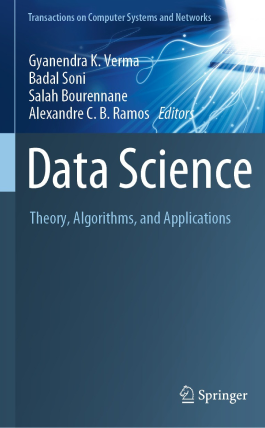 Transactions on Computer Systems and Networks
Gyanendra K. Verma
Badal Soni
Salah Bourennane
Alexandre C. B. Ramos Editors
Data Science
Theory, Algorithms, and Applications
Springer